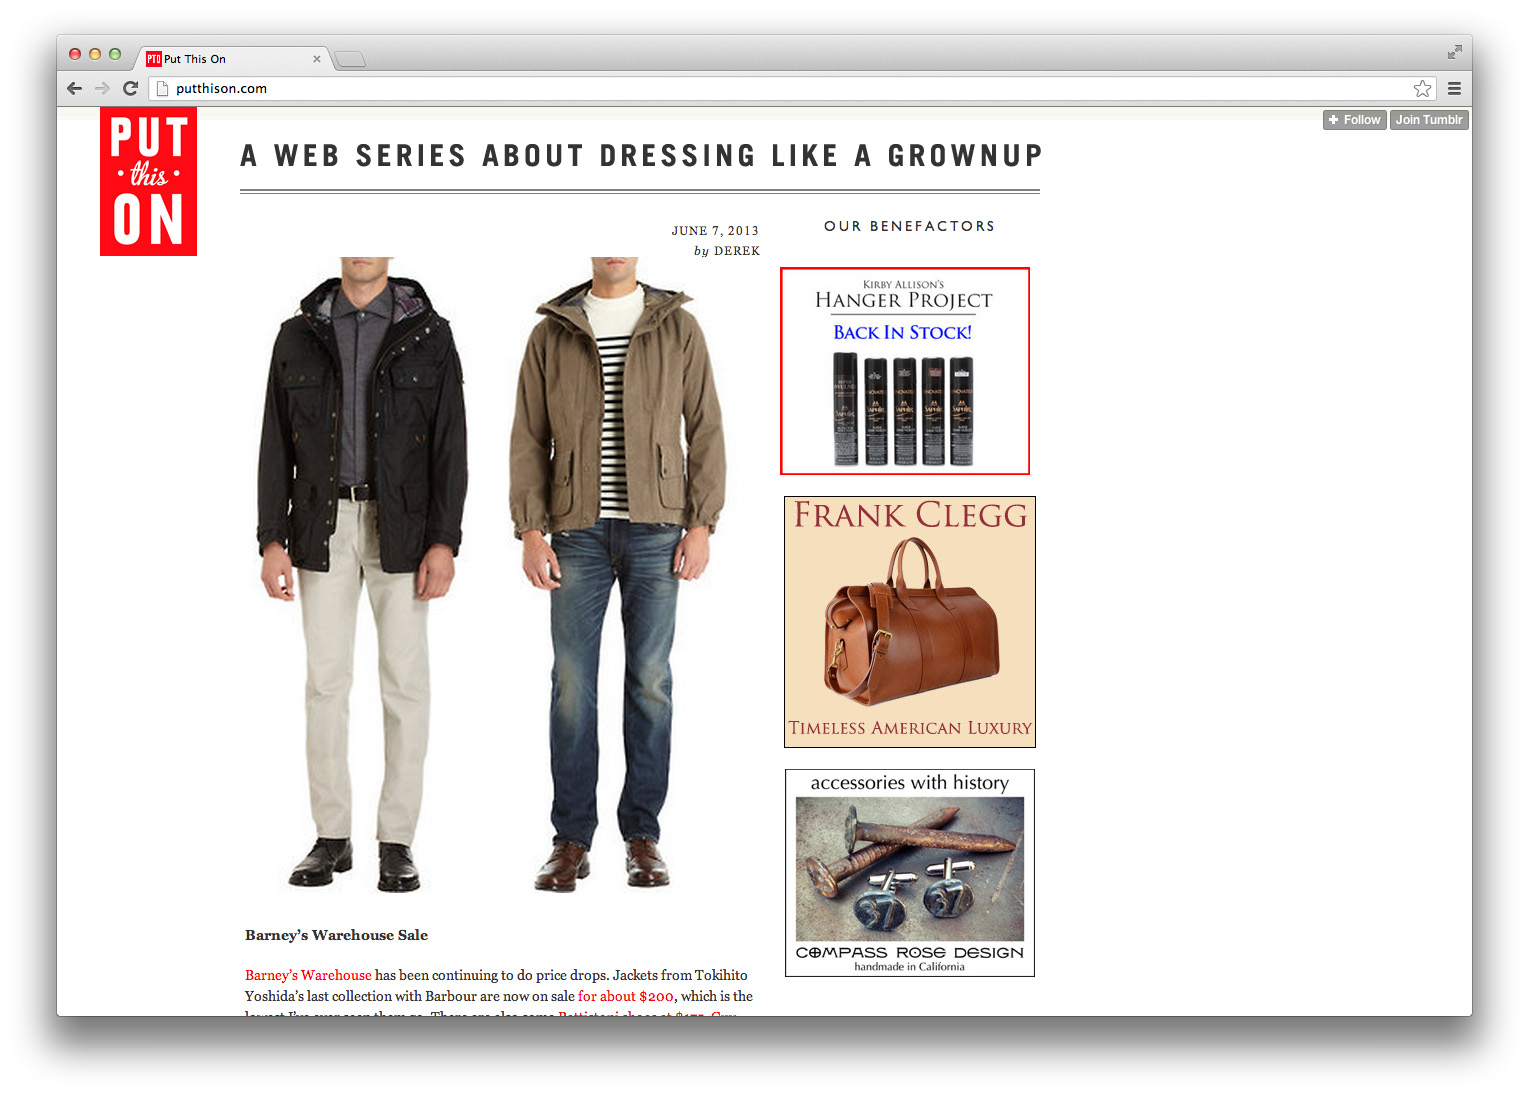 PTO Put This On
putthison.com
Follow Join Tumblr
PUT
this
ON
A WEB SERIES ABOUT DRESSING LIKE A GROWNUP
JUNE 7, 2013
by DEREK
OUR BENEFACTORS
KIRBY ALLISON'S
HANGER PROJECT
BACK IN STOCK!
FRANK CLEGG
TIMELESS AMERICAN LUXURY
accessories with history
37 37
COMPASS ROSE DESIGN
handmade in California
Barney's Warehouse Sale
Barney's Warehouse has been continuing to do price drops. Jackets from Tokihito
Yoshida's last collection with Barbour are now on sale for about $200, which is the